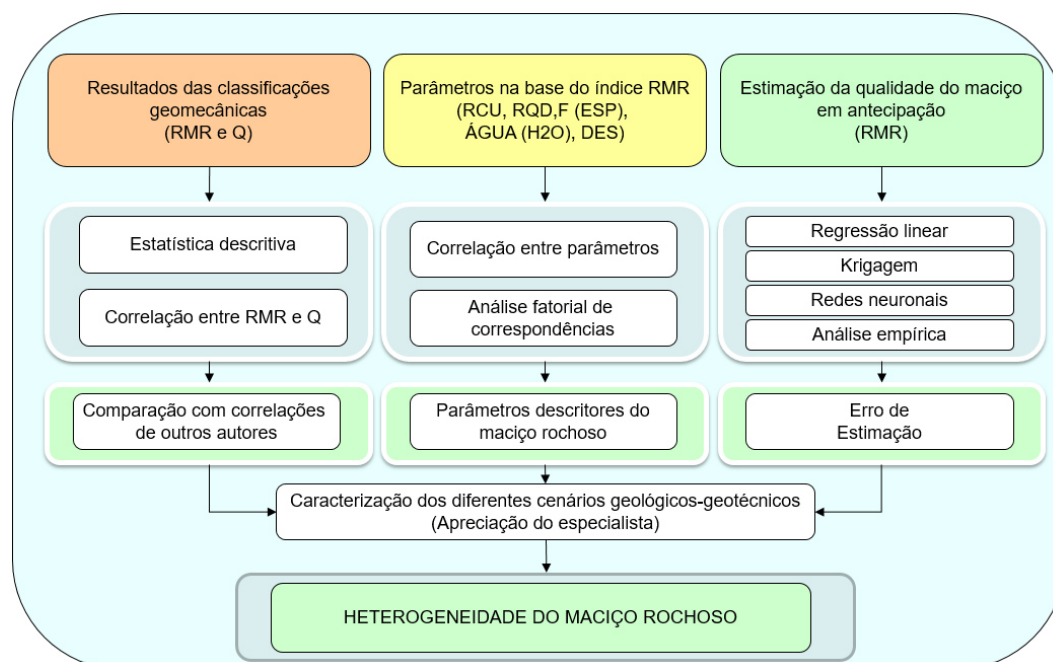 Resultados das classificações
geomecânicas
(RMR e Q)
Parâmetros na base do índice RMR
(RCU, RQD,F (ESP),
ÁGUA (H2O), DES)
Estimação da qualidade do maciço
em antecipação
(RMR)
Estatística descritiva
Correlação entre RMR e Q
Correlação entre parâmetros
Análise fatorial de
correspondências
Regressão linear
Krigagem
Redes neuronais
Análise empírica
Comparação com correlações
de outros autores
Parâmetros descritores do
maciço rochoso
Erro de
Estimação
Caracterização dos diferentes cenários geológicos-geotécnicos
(Apreciação do especialista)
HETEROGENEIDADE DO MACIÇO ROCHOSO